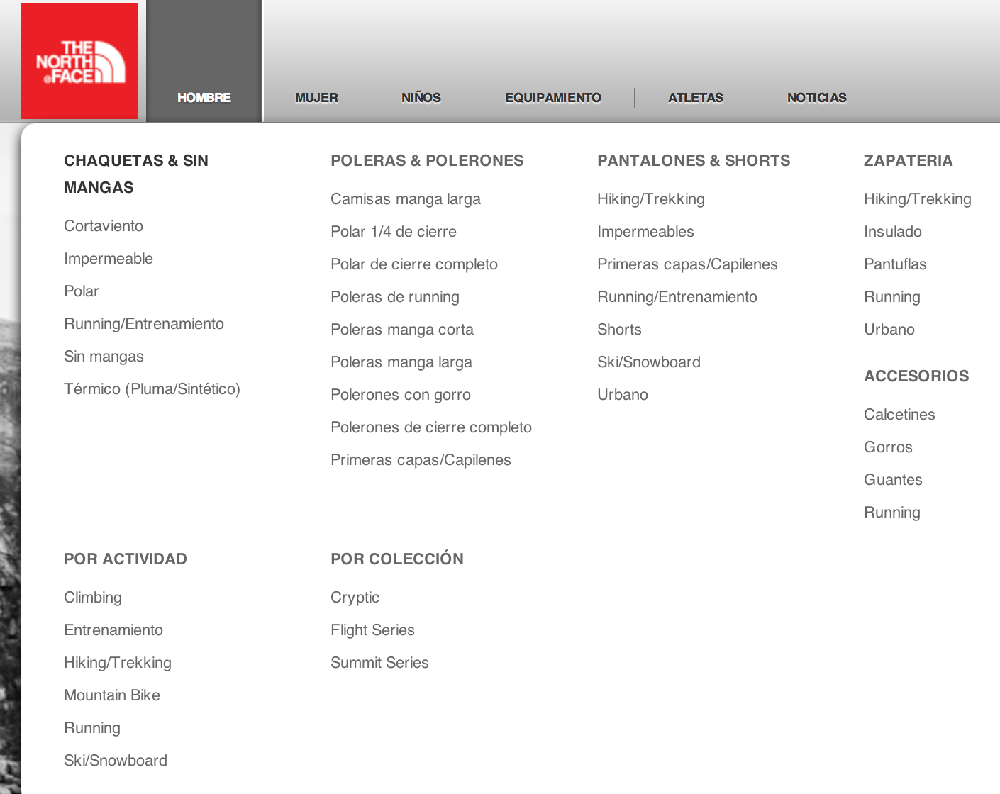 THE
NORTH
FACE
HOMBRE
MUJER
NIÑOS
EQUIPAMIENTO
ATLETAS
NOTICIAS
CHAQUETAS & SIN
MANGAS
Cortaviento
Impermeable
Polar
Running/Entrenamiento
Sin mangas
Térmico (Pluma/Sintético)
POLERAS & POLERONES
Camisas manga larga
Polar 1/4 de cierre
Polar de cierre completo
Poleras de running
Poleras manga corta
Poleras manga larga
Polerones con gorro
Polerones de cierre completo
Primeras capas/Capilenes
PANTALONES & SHORTS
Hiking/Trekking
Impermeables
Primeras capas/Capilenes
Running/Entrenamiento
Shorts
Ski/Snowboard
Urbano
ZAPATERIA
Hiking/Trekking
Insulado
Pantuflas
Running
Urbano
ACCESORIOS
Calcetines
Gorros
Guantes
Running
POR ACTIVIDAD
Climbing
Entrenamiento
Hiking/Trekking
Mountain Bike
Running
Ski/Snowboard
POR COLECCIÓN
Cryptic
Flight Series
Summit Series